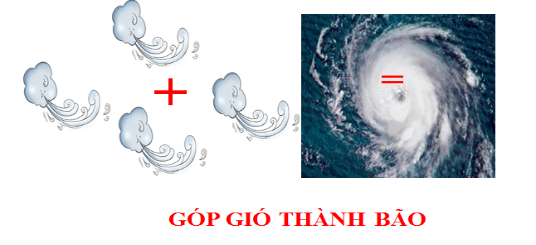 +
=
GÓP GIÓ THÀNH BÃO